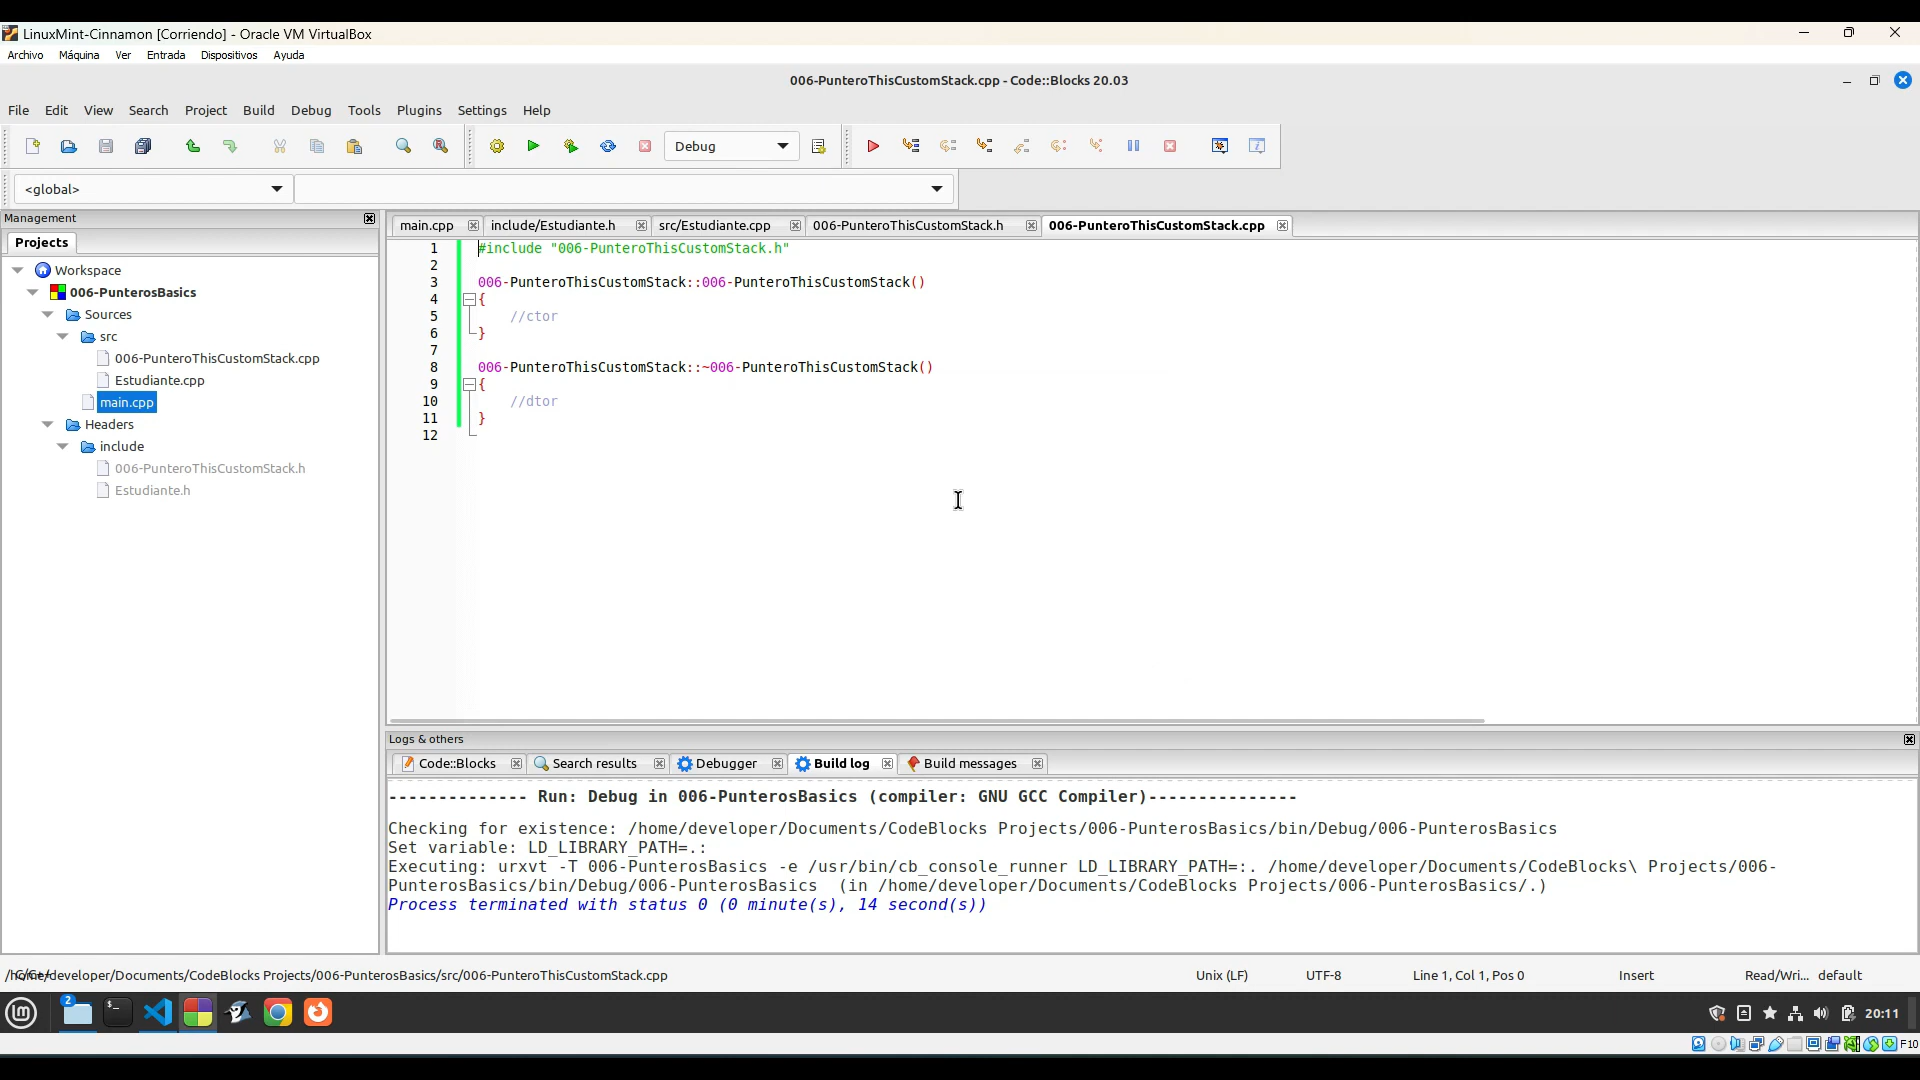 LinuxMint-Cinnamon [Corriendo] - Oracle VM VirtualBox
Archivo Máquina Ver Entrada Dispositivos Ayuda
006-PunteroThisCustomStack.cpp - Code::Blocks 20.03
File Edit View Search Project Build Debug Tools Plugins Settings Help
Debug
<global>
Management
Projects
Workspace
006-PunterosBasics
Sources
src
006-PunteroThisCustomStack.cpp
Estudiante.cpp
main.cpp
Headers
include
006-PunteroThisCustomStack.h
Estudiante.h
main.cpp include/Estudiante.h src/Estudiante.cpp 006-PunteroThisCustomStack.h 006-PunteroThisCustomStack.cpp
1 #include "006-PunteroThisCustomStack.h"
2
3 006-PunteroThisCustomStack::006-PunteroThisCustomStack()
4 {
5 //ctor
6 }
7
8 006-PunteroThisCustomStack::~006-PunteroThisCustomStack()
9 {
10 //dtor
11 }
12
Logs & others
Code::Blocks Search results Debugger Build log Build messages
-------------- Run: Debug in 006-PunterosBasics (compiler: GNU GCC Compiler)---------------
Checking for existence: /home/developer/Documents/CodeBlocks Projects/006-PunterosBasics/bin/Debug/006-PunterosBasics
Set variable: LD_LIBRARY_PATH=.:
Executing: urxvt -T 006-PunterosBasics -e /usr/bin/cb_console_runner LD_LIBRARY_PATH=:. /home/developer/Documents/CodeBlocks\ Projects/006-
PunterosBasics/bin/Debug/006-PunterosBasics  (in /home/developer/Documents/CodeBlocks Projects/006-PunterosBasics/.)
Process terminated with status 0 (0 minute(s), 14 second(s))
/home/developer/Documents/CodeBlocks Projects/006-PunterosBasics/src/006-PunteroThisCustomStack.cpp Unix (LF) UTF-8 Line 1, Col 1, Pos 0 Insert Read/Wri... default
2
20:11
F10